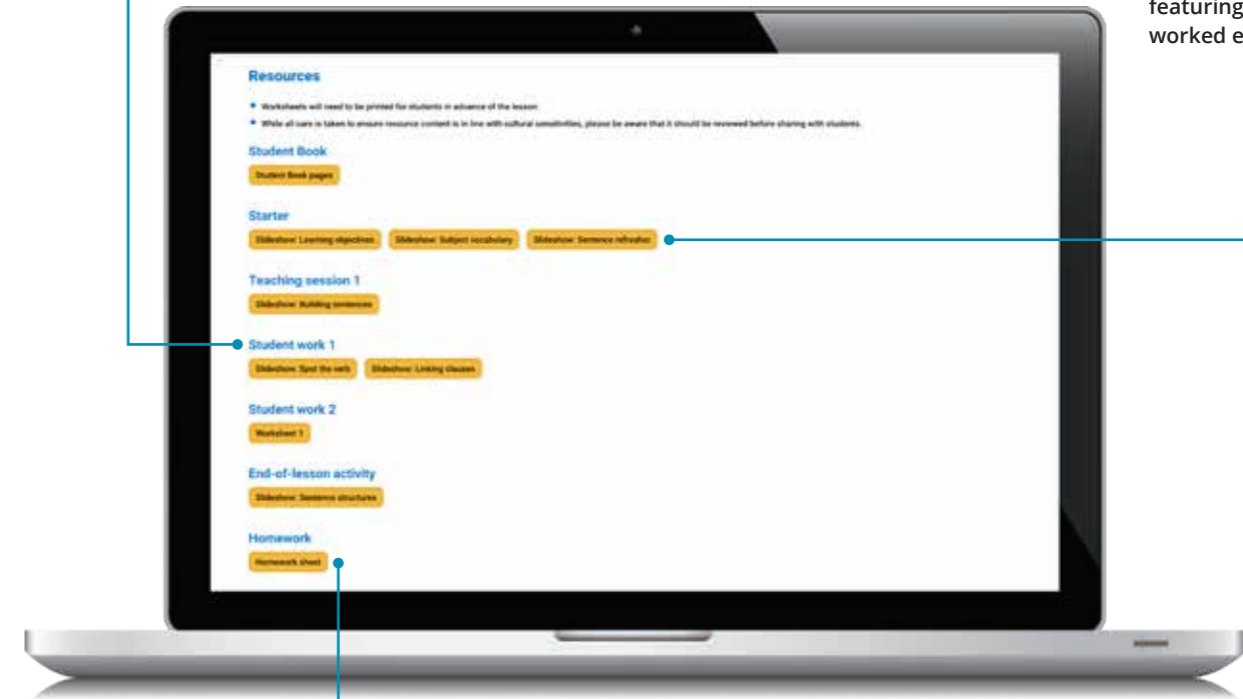 featuring
worked e
Resources
Worksheets will need to be printed for students in advance of the lesson.
While all care is taken to ensure resource content is in line with cultural sensitivities, please be aware that it should be reviewed before sharing with students.
Student Book
Student Book pages
Starter
Slideshow: Learning objectives Slideshow: Subject vocabulary Slideshow: Sentence refresher
Teaching session 1
Slideshow: Building sentences
Student work 1
Slideshow: Spot the verb Slideshow: Linking clauses
Student work 2
Worksheet 1
End-of-lesson activity
Slideshow: Sentence structures
Homework
Homework sheet